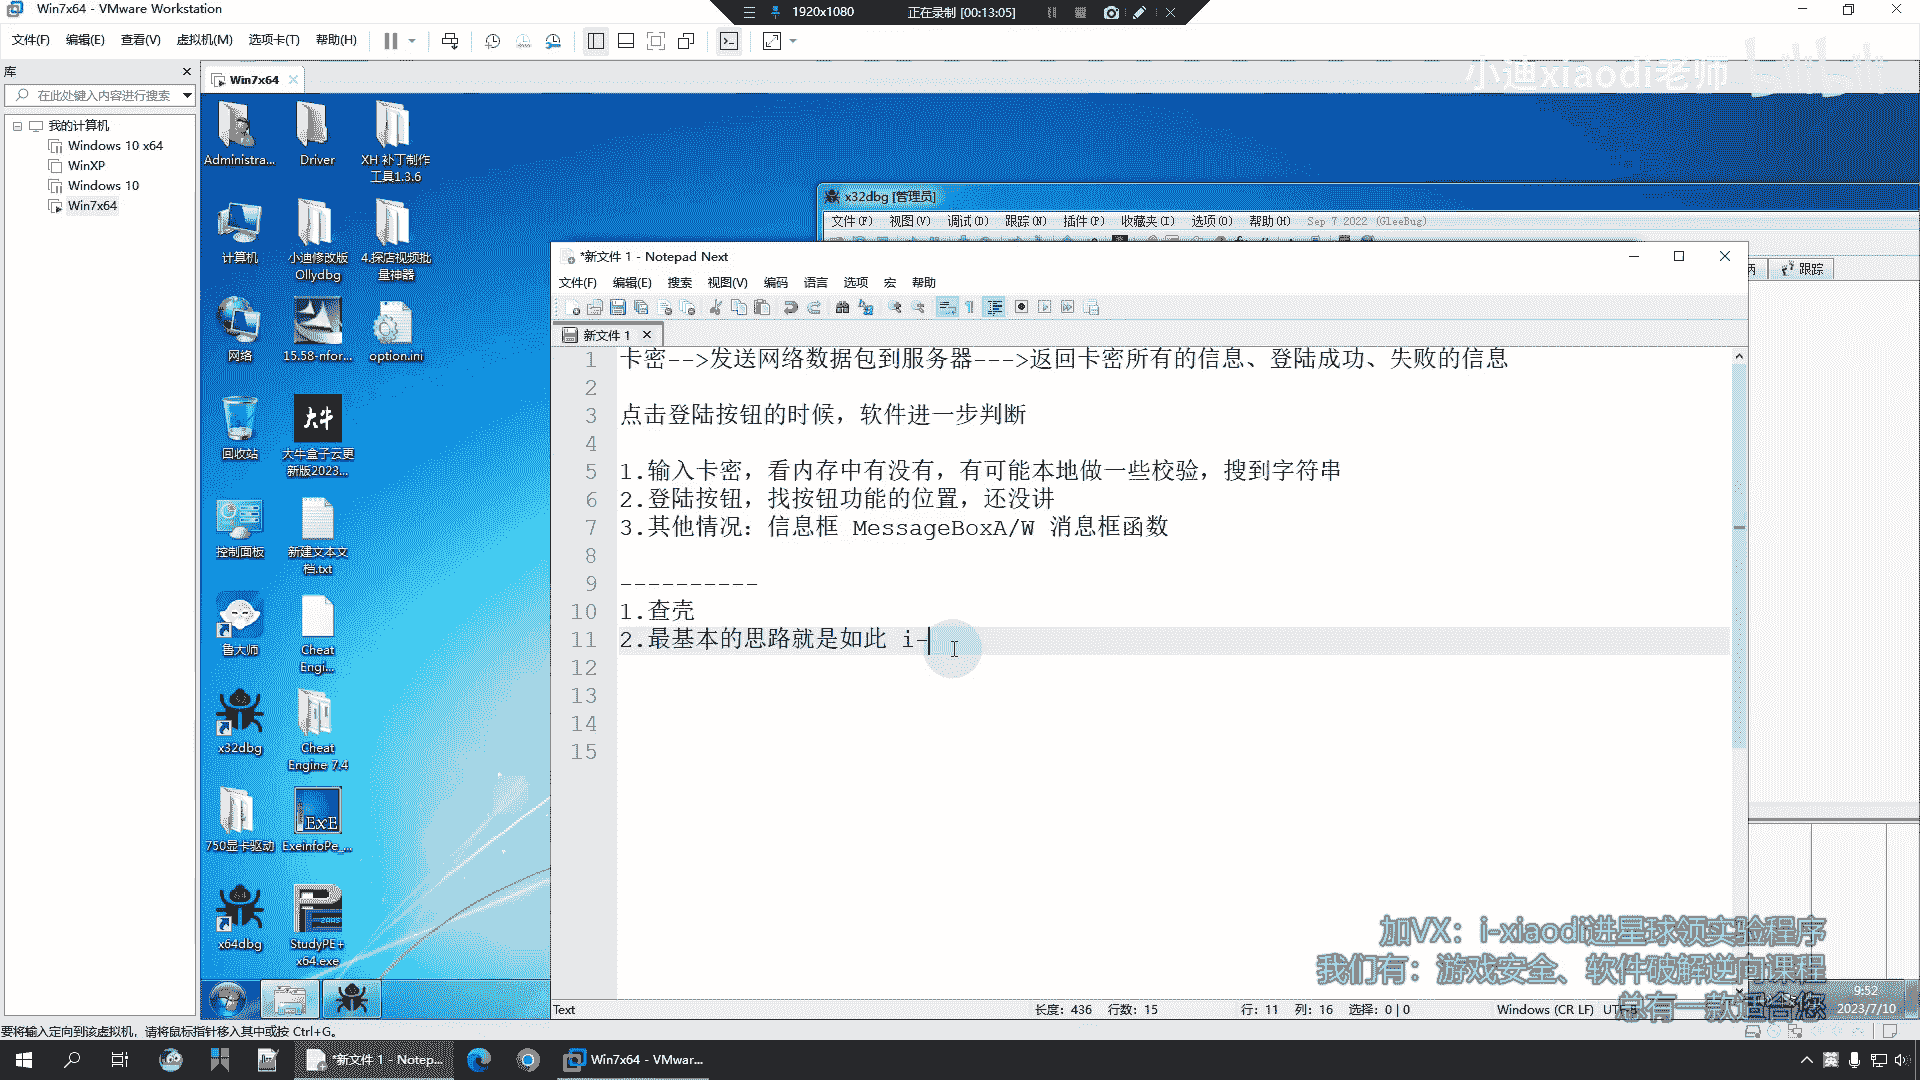 Win7x64 - VMware Workstation
1920x1080
正在录制 [00:13:05]
文件(F) 编辑(E) 查看(V) 虚拟机(M) 选项卡(T) 帮助(H)
库
Win7x64
小迪xiaodi老师
在此处键入内容进行搜索
我的计算机
Windows 10 x64
WinXP
Windows 10
Win7x64
Administra...
Driver
XH 补丁制作
工具1.3.6
计算机
小迪修改版
Ollydbg
4.探店视频批
量神器
网络
15.58-nfor...
option.ini
回收站
大牛
大牛盒子云更
新版2023...
控制面板
新建文本文
档.txt
鲁大师
Cheat
Engi...
x32dbg
Cheat
Engine 7.4
750显卡驱动
ExeinfoPe_...
x64dbg
StudyPE+
x64.exe
x32dbg [管理员]
文件(F) 视图(V) 调试(D) 跟踪(N) 插件(P) 收藏夹(I) 选项(O) 帮助(H) Sep 7 2022 (GleeBug)
跟踪
*新文件 1 - Notepad Next
文件(F) 编辑(E) 搜索 视图(V) 编码 语言 选项 宏 帮助
新文件 1
1 卡密-->发送网络数据包到服务器--->返回卡密所有的信息、登陆成功、失败的信息
2
3 点击登陆按钮的时候，软件进一步判断
4
5 1.输入卡密，看内存中有没有，有可能本地做一些校验，搜到字符串
6 2.登陆按钮，找按钮功能的位置，还没讲
7 3.其他情况：信息框 MessageBoxA/W 消息框函数
8
9 ----------
10 1.查壳
11 2.最基本的思路就是如此 i-
12
13
14
15
加VX：i-xiaodi进星球领实验程序
我们有：游戏安全、软件破解逆向课程
总有一款适合您
Text
长度：436 行数：15
行：11 列：16 选择：0 | 0
Windows (CR LF)
9:52
2023/7/10
要将输入定向到该虚拟机，请将鼠标指针移入其中或按 Ctrl+G。
*新文件 1 - Notep...
Win7x64 - VMwar...
英